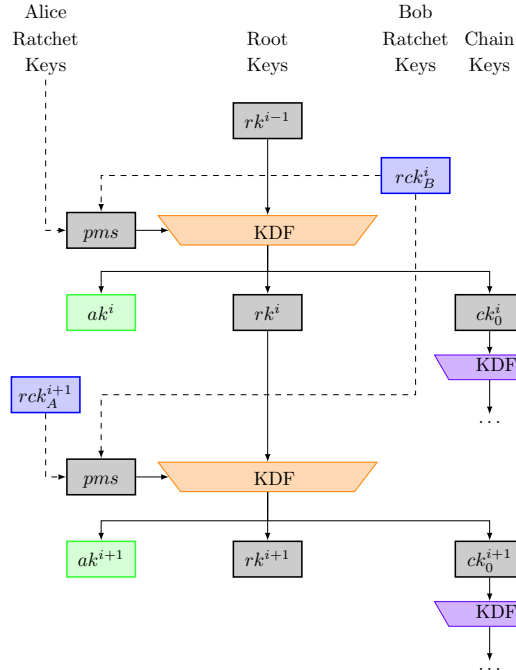 Alice
Ratchet
Keys
Root
Keys
Bob
Ratchet
Keys
Chain
Keys
rk^{i−1}
rck_B^i
pms
KDF
ak^i
rk^i
ck_0^i
KDF
rck_A^{i+1}
...
pms
KDF
ak^{i+1}
rk^{i+1}
ck_0^{i+1}
KDF
...